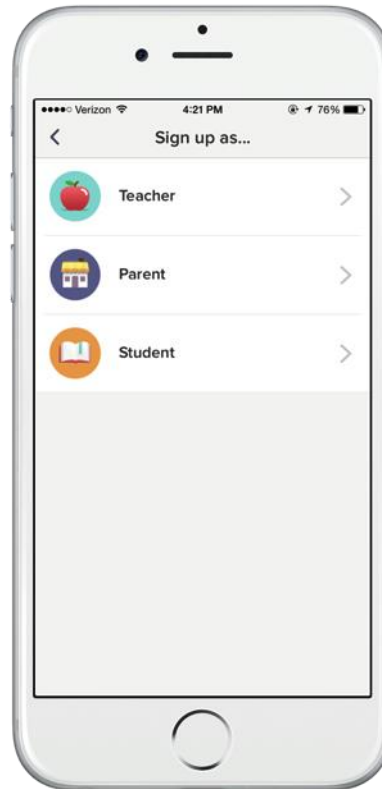 Verizon 4:21 PM 76%
Sign up as...
Teacher
Parent
Student